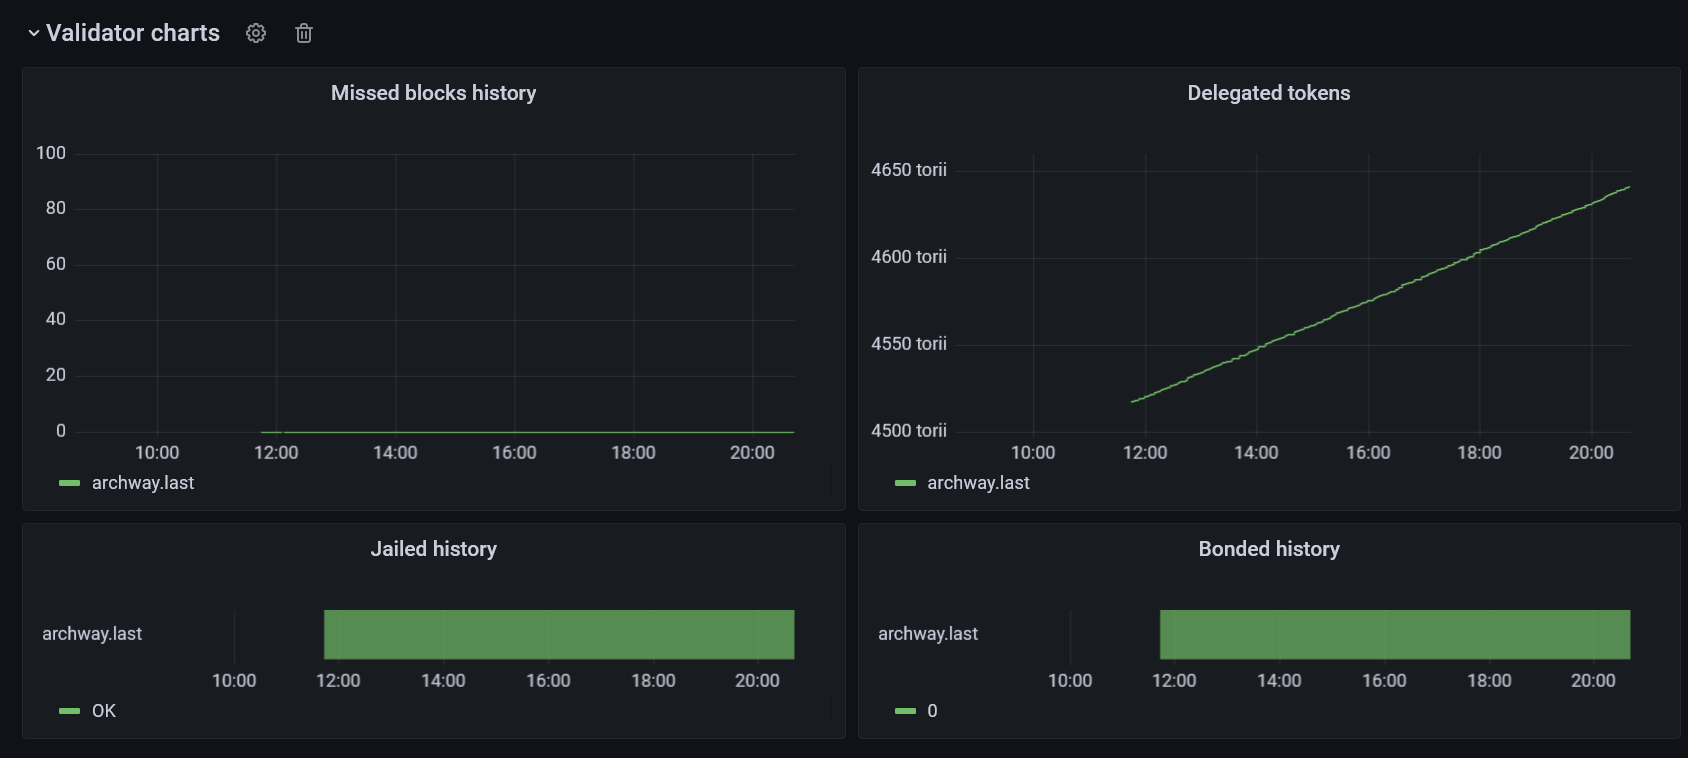 Validator charts
Missed blocks history
100
80
60
40
20
0
10:00 12:00 14:00 16:00 18:00 20:00
archway.last
Delegated tokens
4650 torii
4600 torii
4550 torii
4500 torii
10:00 12:00 14:00 16:00 18:00 20:00
archway.last
Jailed history
archway.last
10:00 12:00 14:00 16:00 18:00 20:00
OK
Bonded history
archway.last
10:00 12:00 14:00 16:00 18:00 20:00
0